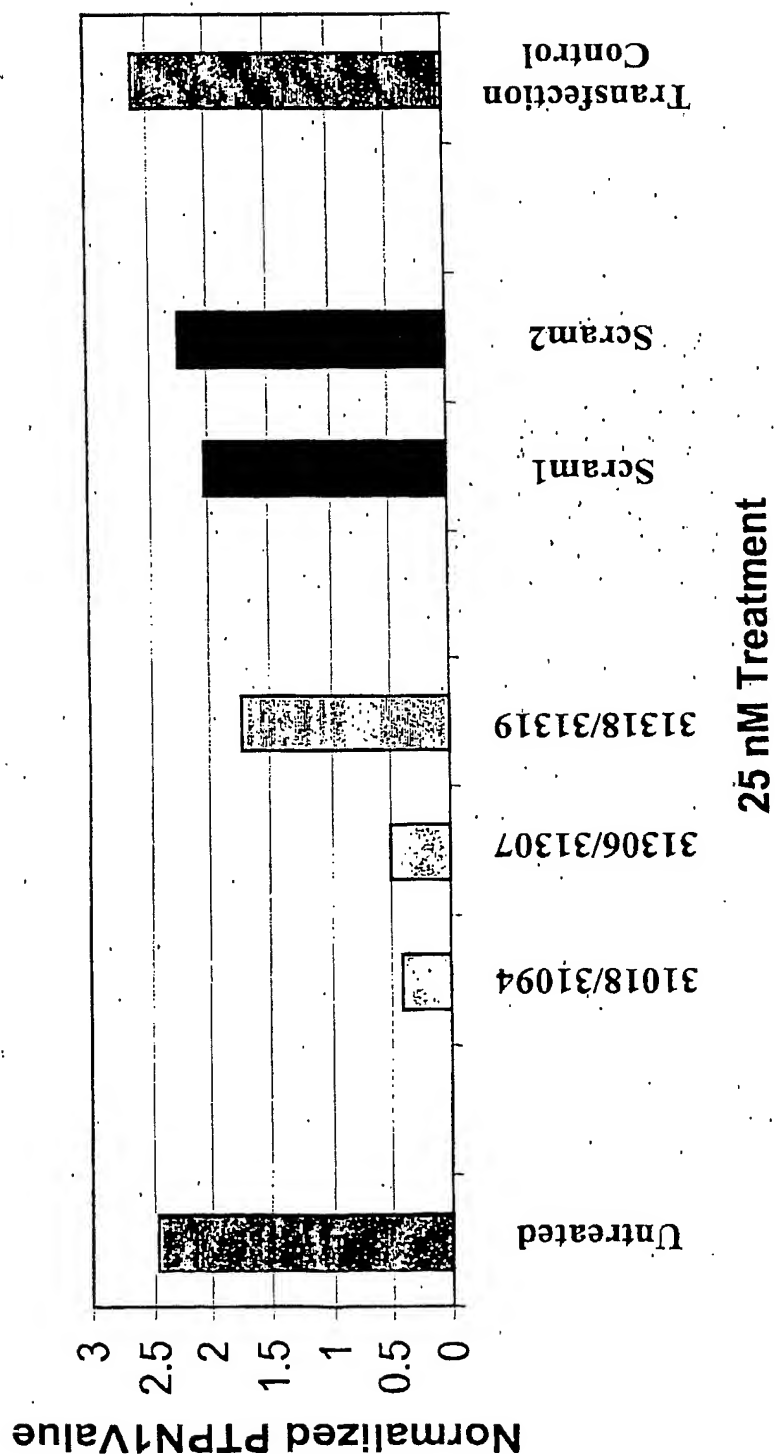 Normalized PTPN1Value
3
2.5
2
1.5
1
0.5
0
Untreated
31018/31094
31306/31307
31318/31319
Scram1
Scram2
Transfection
Control
25 nM Treatment